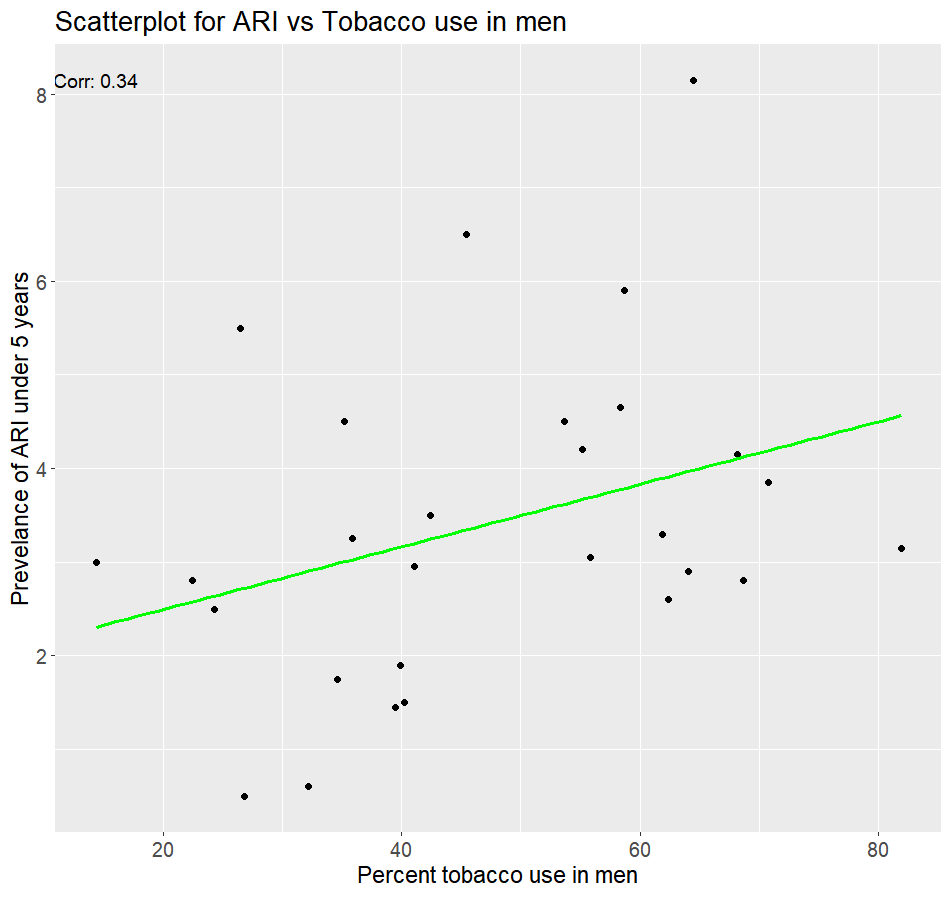 Scatterplot for ARI vs Tobacco use in men
Corr: 0.34
8
6
4
2
Prevelance of ARI under 5 years
20 40 60 80
Percent tobacco use in men